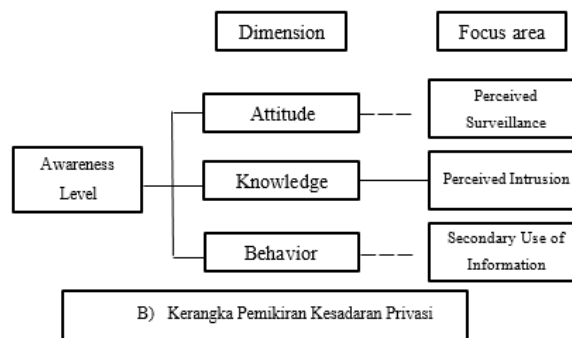 Dimension
Focus area
Attitude
Perceived
Surveillance
Awareness
Level
Knowledge
Perceived Intrusion
Behavior
Secondary Use of
Information
B) Kerangka Pemikiran Kesadaran Privasi